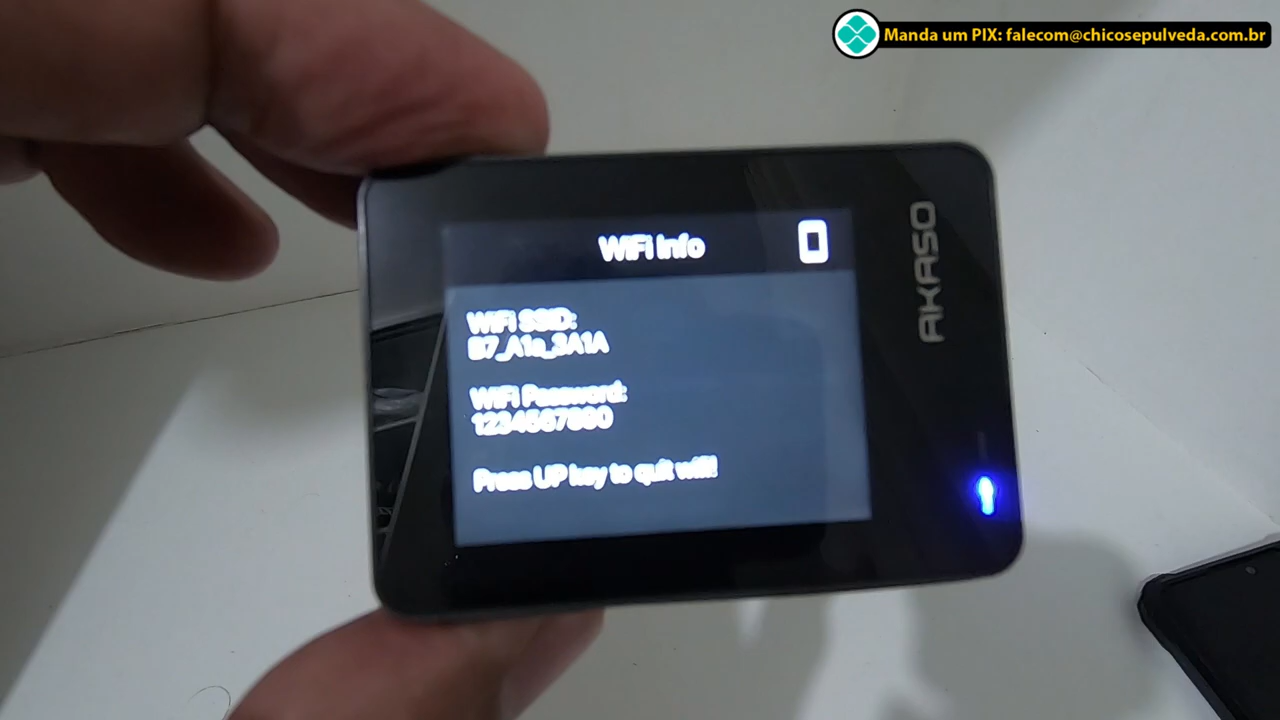 Manda um PIX: falecom@chicosepulveda.com.br
WiFi Info
AKASO
WiFi SSID:
B7_A1a_3A1A
WiFi Password:
1234567890
Press UP key to quit wifi!